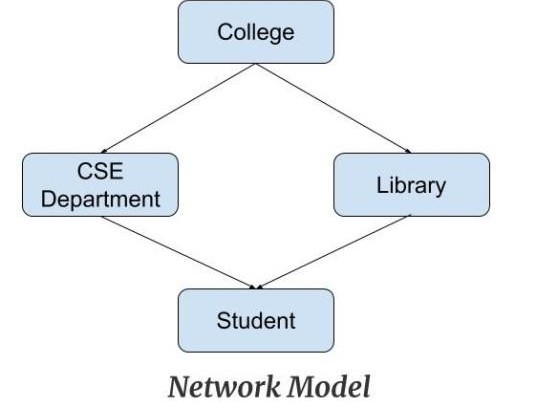 College
CSE
Department
Library
Student
Network Model